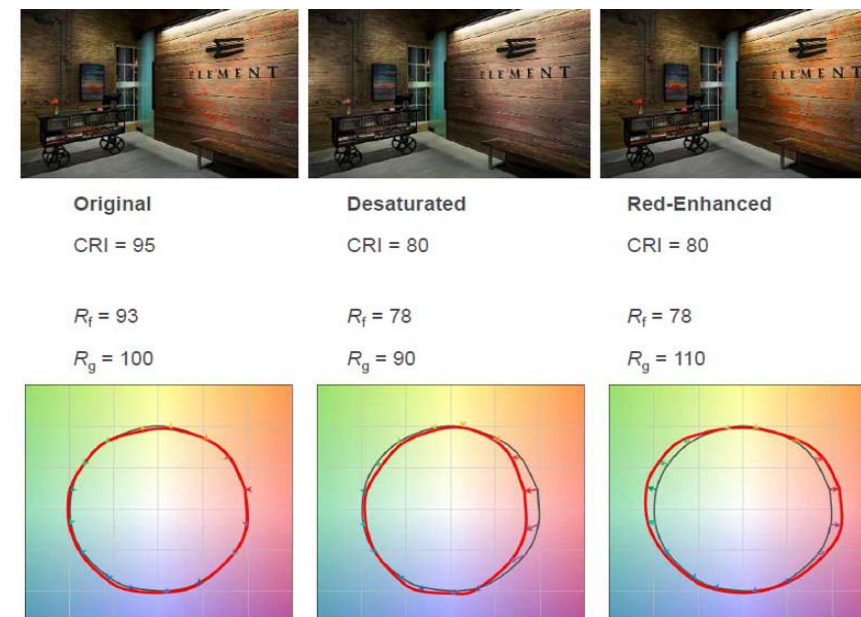 ELEMENT
ELEMENT
ELEMENT
Original
Desaturated
Red-Enhanced
CRI = 95
CRI = 80
CRI = 80
Rf = 93
Rf = 78
Rf = 78
Rg = 100
Rg = 90
Rg = 110